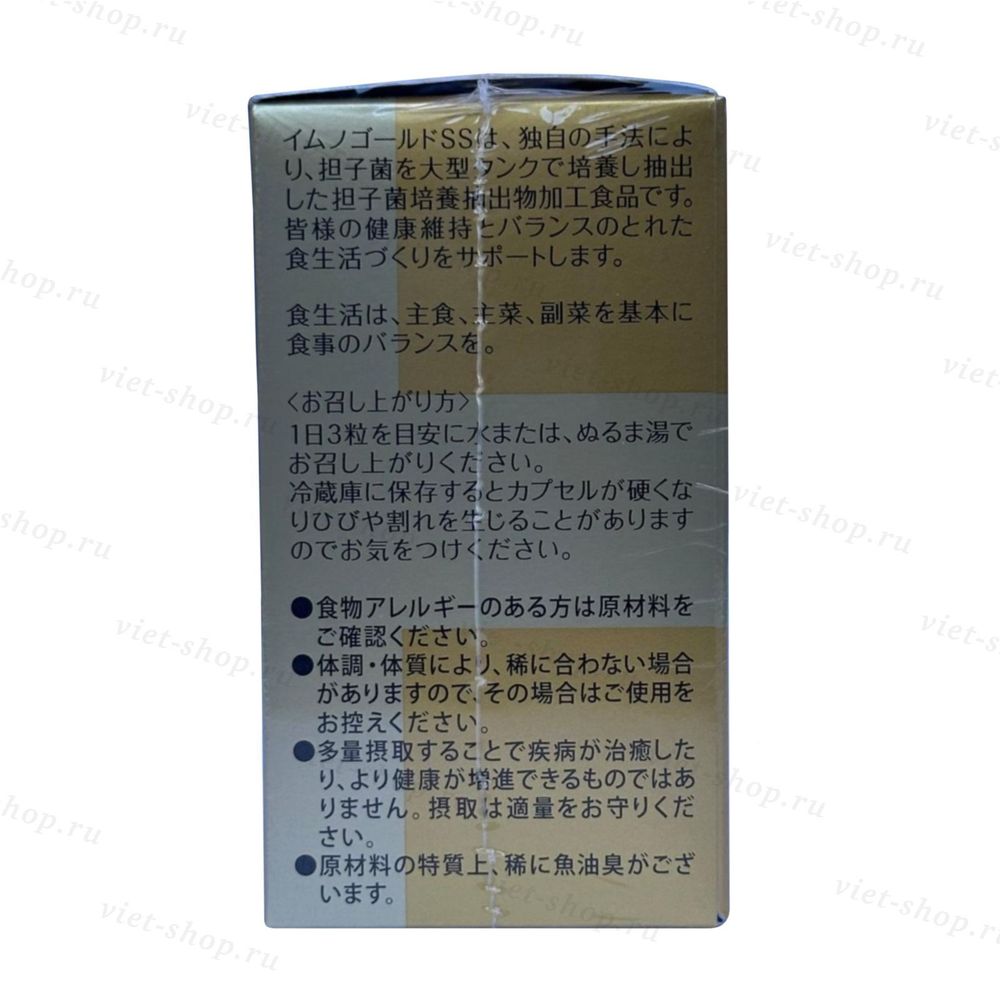 イムノゴールドSSは、独自の手法によ
り、担子菌を大型タンクで培養し抽出
した担子菌培養抽出物加工食品です。
皆様の健康維持とバランスのとれた
食生活づくりをサポートします。
食生活は、主食、主菜、副菜を基本に
食事のバランスを。
〈お召し上がり方〉
1日3粒を目安に水または、ぬるま湯で
お召し上がりください。
冷蔵庫に保存するとカプセルが硬くな
りひびや割れを生じることがあります
のでお気をつけください。
●食物アレルギーのある方は原材料を
ご確認ください。
●体調・体質により、稀に合わない場合
がありますので、その場合はご使用を
お控えください。
●多量摂取することで疾病が治癒した
り、より健康が増進できるものではあ
りません。摂取は適量をお守りくだ
さい。
●原材料の特質上、稀に魚油臭がござ
います。
viet-shop.ru